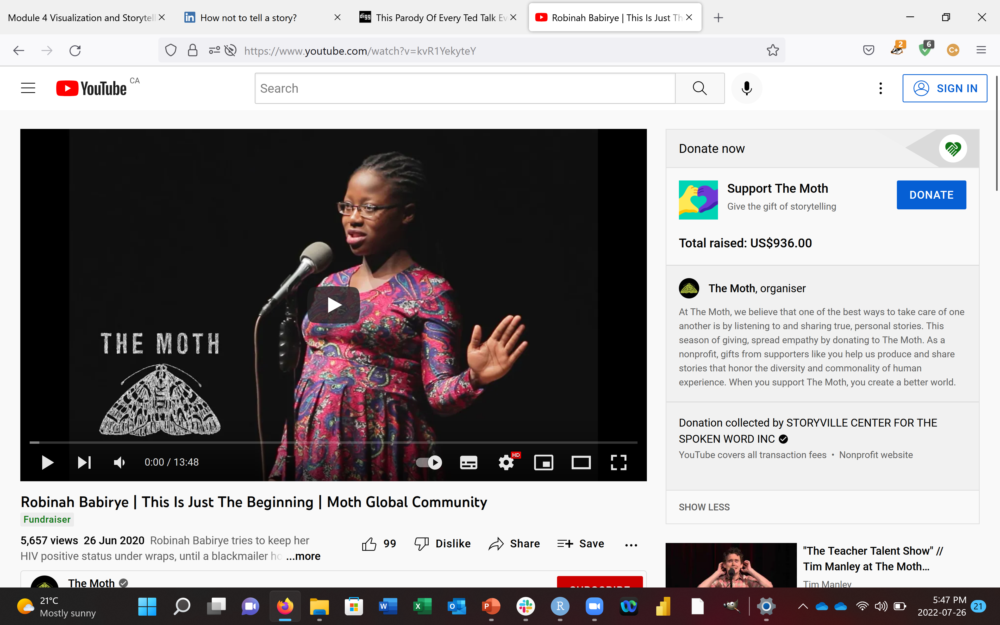 Module 4 Visualization and Storytell
in How not to tell a story?
digg This Parody Of Every Ted Talk Ev
Robinah Babirye | This Is Just Th
https://www.youtube.com/watch?v=kvR1YekyteY
2
6
C+
YouTube CA
Search
SIGN IN
THE MOTH
0:00 / 13:48
HD
Donate now
Support The Moth
Give the gift of storytelling
DONATE
Total raised: US$936.00
The Moth, organiser
At The Moth, we believe that one of the best ways to take care of one
another is by listening to and sharing true, personal stories. This
season of giving, spread empathy by donating to The Moth. As a
nonprofit, gifts from supporters like you help us produce and share
stories that honor the diversity and commonality of human
experience. When you support The Moth, you create a better world.
Donation collected by STORYVILLE CENTER FOR THE
SPOKEN WORD INC
YouTube covers all transaction fees • Nonprofit website
SHOW LESS
Robinah Babirye | This Is Just The Beginning | Moth Global Community
Fundraiser
5,657 views 26 Jun 2020 Robinah Babirye tries to keep her
HIV positive status under wraps, until a blackmailer ho ...more
99
Dislike
Share
Save
The Moth
SUBSCRIBE
"The Teacher Talent Show" //
Tim Manley at The Moth...
Tim Manley
21°C
Mostly sunny
W
X
O
P
R
5:47 PM
2022-07-26
21